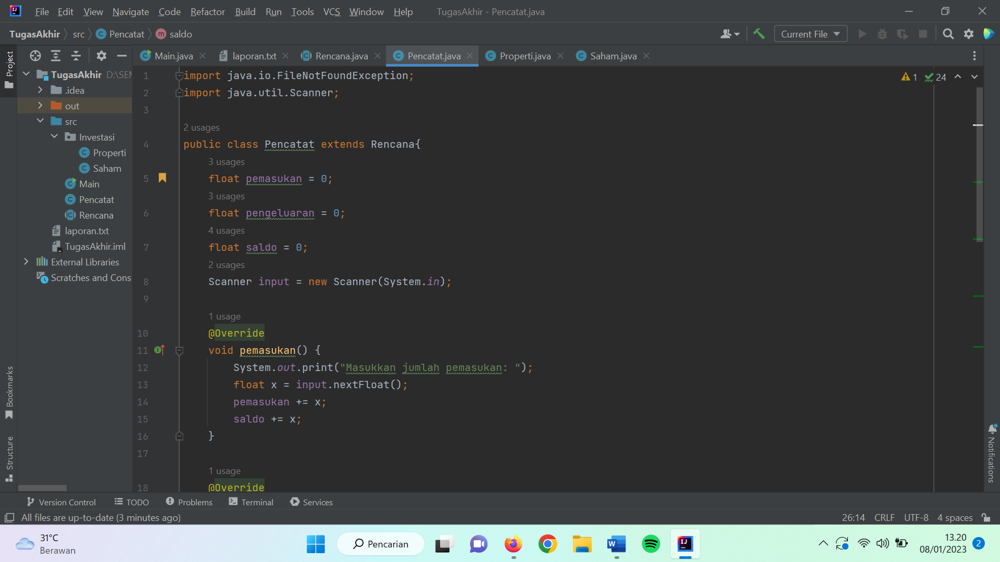 File Edit View Navigate Code Refactor Build Run Tools VCS Window Help TugasAkhir - Pencatat.java
TugasAkhir src Pencatat saldo
Current File
Project
Main.java laporan.txt Rencana.java Pencatat.java Properti.java Saham.java
TugasAkhir D:\SEM
.idea
out
src
Investasi
Properti
Saham
Main
Pencatat
Rencana
laporan.txt
TugasAkhir.iml
External Libraries
Scratches and Cons
1 import java.io.FileNotFoundException;
2 import java.util.Scanner;
3
2 usages
4 public class Pencatat extends Rencana{
3 usages
5 float pemasukan = 0;
3 usages
6 float pengeluaran = 0;
4 usages
7 float saldo = 0;
2 usages
8 Scanner input = new Scanner(System.in);
9
1 usage
10 @Override
11 void pemasukan() {
12 System.out.print("Masukkan jumlah pemasukan: ");
13 float x = input.nextFloat();
14 pemasukan += x;
15 saldo += x;
16 }
17
1 usage
18 @Override
1 24
Bookmarks
Structure
Notifications
Version Control TODO Problems Terminal Services
All files are up-to-date (3 minutes ago)
26:14 CRLF UTF-8 4 spaces
31°C
Berawan
Pencarian
13.20
08/01/2023
2